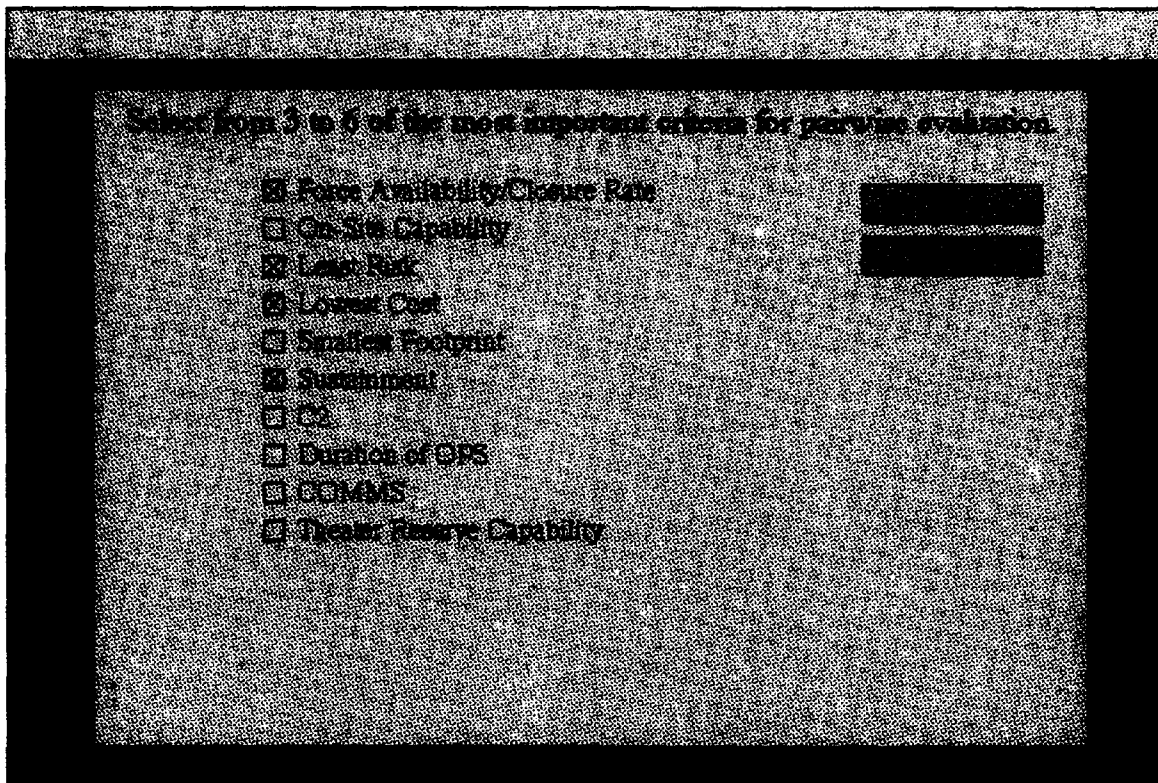 Select from 3 to 6 of the most important criteria for pairwise evaluation.
Force Availability/Closure Rate
On-Site Capability
Least Risk
Lowest Cost
Smallest Footprint
Sustainment
C2
Duration of OPS
COMMS
Theater Reserve Capability